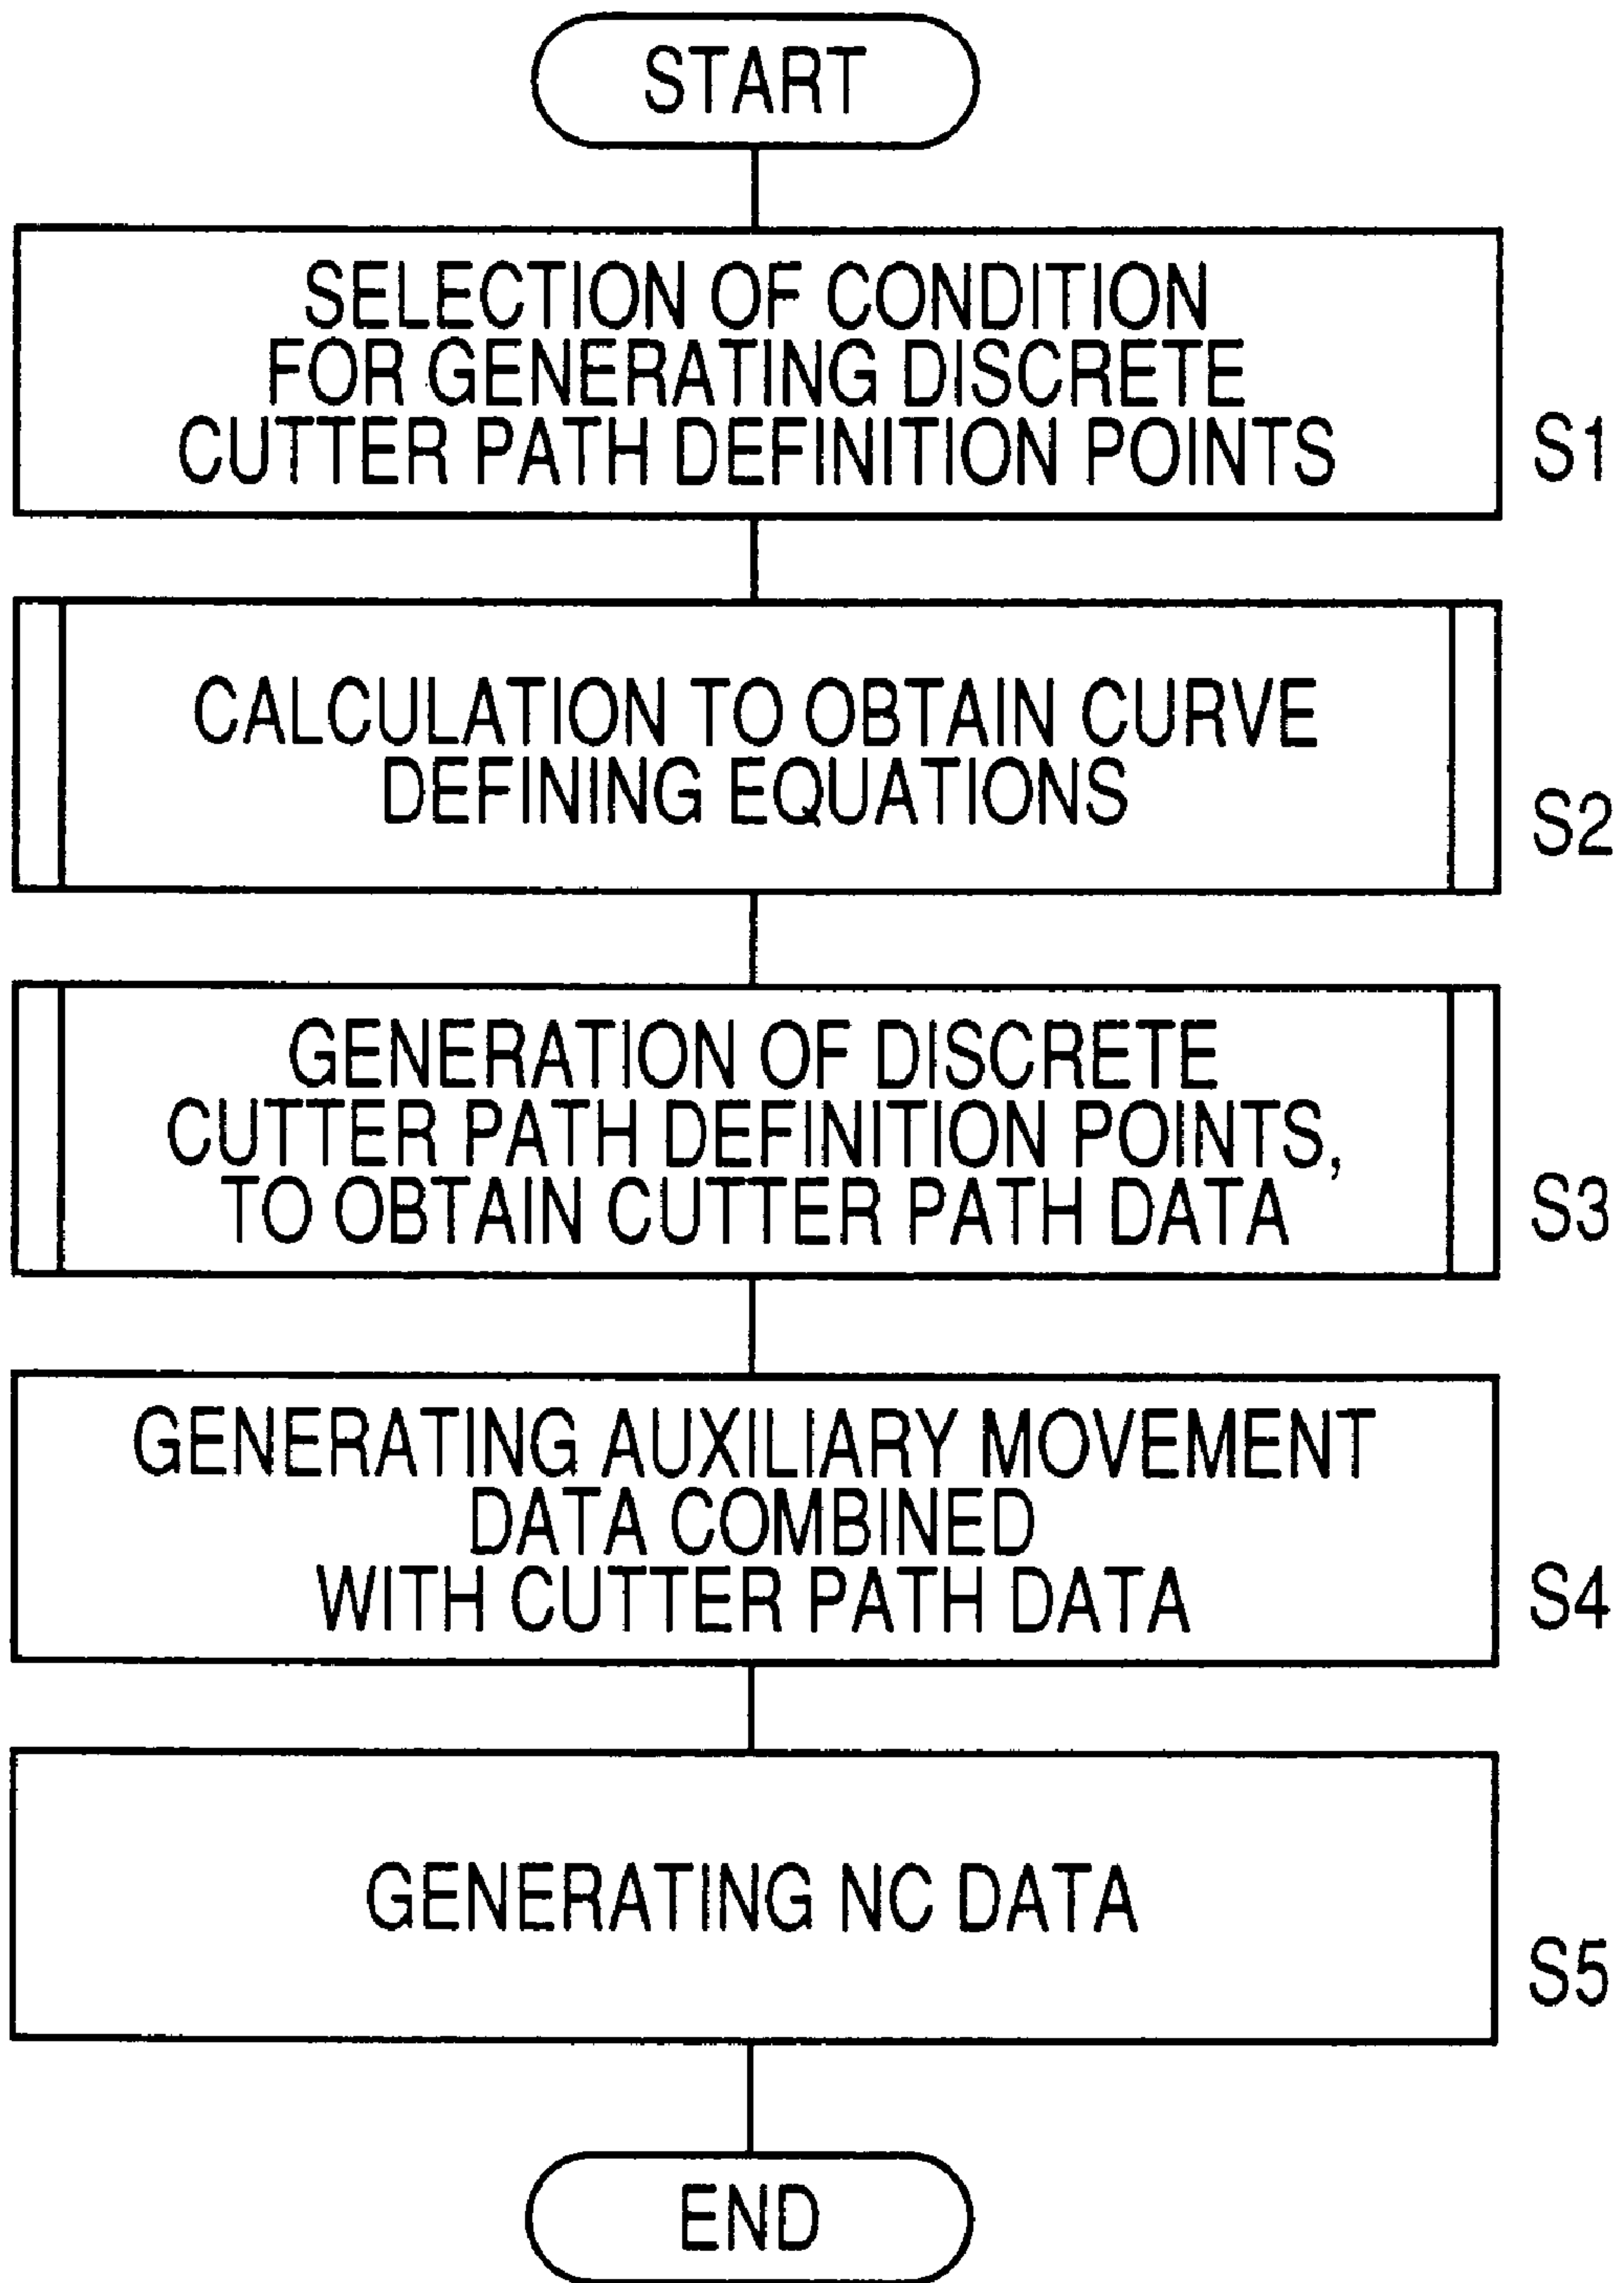 START
SELECTION OF CONDITION
FOR GENERATING DISCRETE
CUTTER PATH DEFINITION POINTS
S1
CALCULATION TO OBTAIN CURVE
DEFINING EQUATIONS
S2
GENERATION OF DISCRETE
CUTTER PATH DEFINITION POINTS,
TO OBTAIN CUTTER PATH DATA
S3
GENERATING AUXILIARY MOVEMENT
DATA COMBINED
WITH CUTTER PATH DATA
S4
GENERATING NC DATA
S5
END